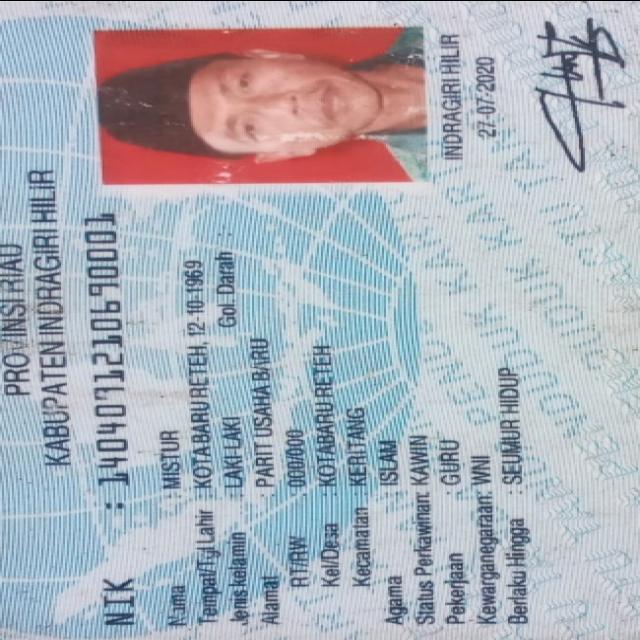 PROVINSI RIAU
KABUPATEN INDRAGIRI HILIR
NIK : 1404071210690001
Nama : MISTUR
Tempat/Tgl Lahir : KOTABARU RETEH, 12-10-1969
Jenis kelamin : LAKI-LAKI Gol. Darah
Alamat : PARIT USAHA BARU
RT/RW : 000/000
Kel/Desa : KOTABARU RETEH
Kecamatan : KERITANG
Agama : ISLAM
Status Perkawinan: KAWIN
Pekerjaan : GURU
Kewarganegaraan: WNI
Berlaku Hingga : SEUMUR HIDUP
INDRAGIRI HILIR
27-07-2020